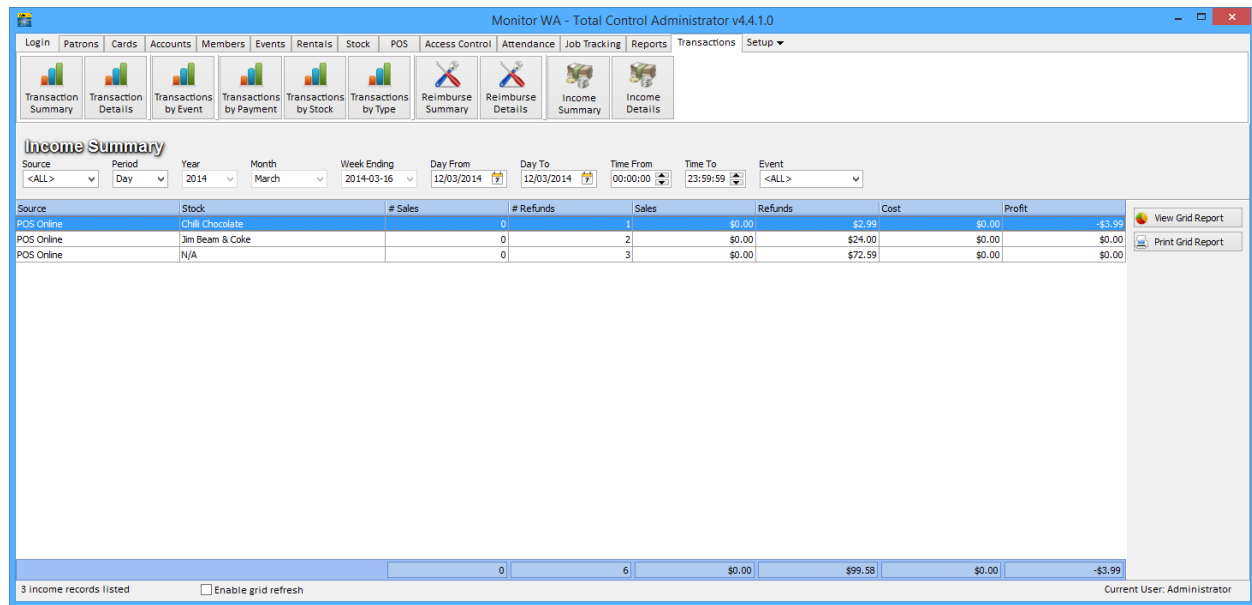 Monitor WA - Total Control Administrator v4.4.1.0
Login Patrons Cards Accounts Members Events Rentals Stock POS Access Control Attendance Job Tracking Reports Transactions Setup
Transaction Summary Transaction Details Transactions by Event Transactions by Payment Transactions by Stock Transactions by Type Reimburse Summary Reimburse Details Income Summary Income Details
Income Summary
Source Period Year Month Week Ending Day From Day To Time From Time To Event
<ALL> Day 2014 March 2014-03-16 12/03/2014 12/03/2014 00:00:00 23:59:59 <ALL>
Source Stock # Sales # Refunds Sales Refunds Cost Profit
POS Online Chilli Chocolate 0 1 $0.00 $2.99 $0.00 -$3.99
POS Online Jim Beam & Coke 0 2 $0.00 $24.00 $0.00 $0.00
POS Online N/A 0 3 $0.00 $72.59 $0.00 $0.00
View Grid Report
Print Grid Report
0 6 $0.00 $99.58 $0.00 -$3.99
3 income records listed Enable grid refresh Current User: Administrator